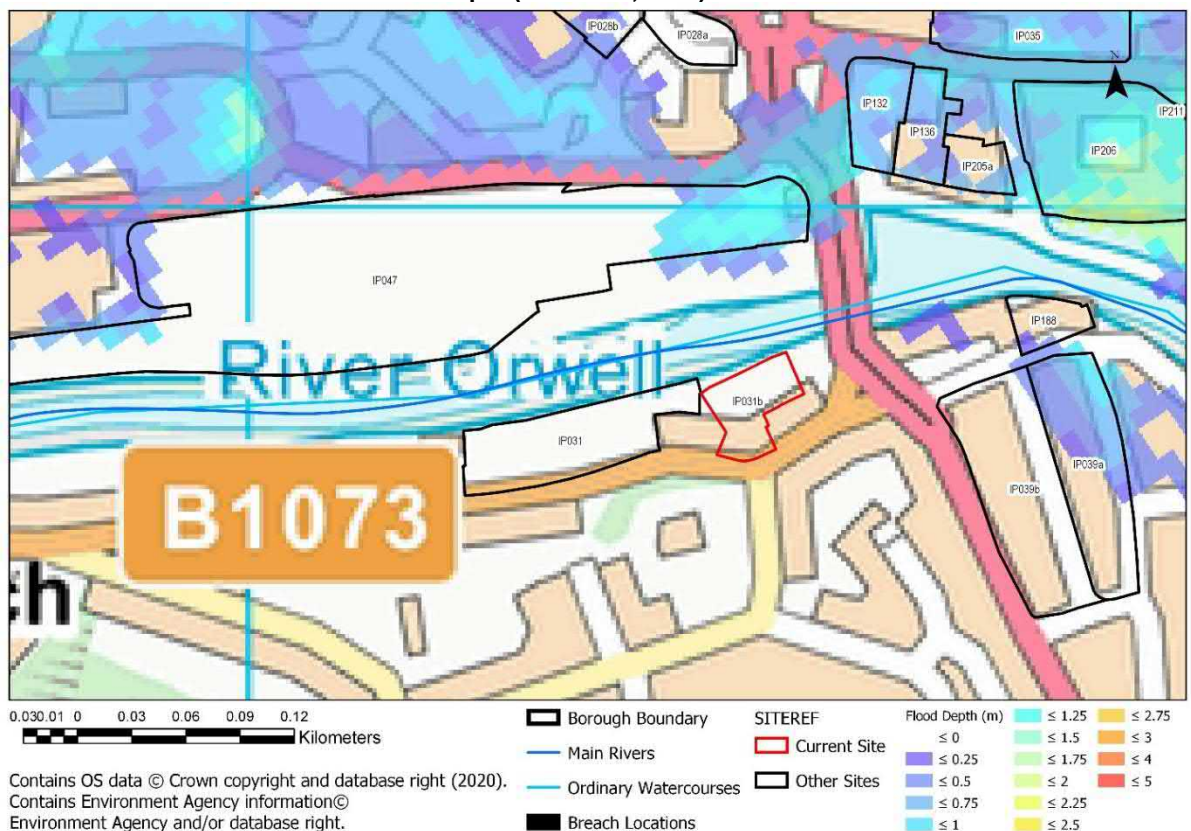 IP028b
IP028a
IP035
N
IP132
IP136
IP211
IP205a
IP206
IP047
River Orwell
IP188
IP031b
IP031
IP039a
IP039b
B1073
ch
0.030.01 0 0.03 0.06 0.09 0.12
Kilometers
Contains OS data © Crown copyright and database right (2020).
Contains Environment Agency information©
Environment Agency and/or database right.
Borough Boundary
Main Rivers
Ordinary Watercourses
Breach Locations
SITEREF
Current Site
Other Sites
Flood Depth (m)
≤ 0
≤ 0.25
≤ 0.5
≤ 0.75
≤ 1
≤ 1.25
≤ 1.5
≤ 1.75
≤ 2
≤ 2.25
≤ 2.5
≤ 2.75
≤ 3
≤ 4
≤ 5